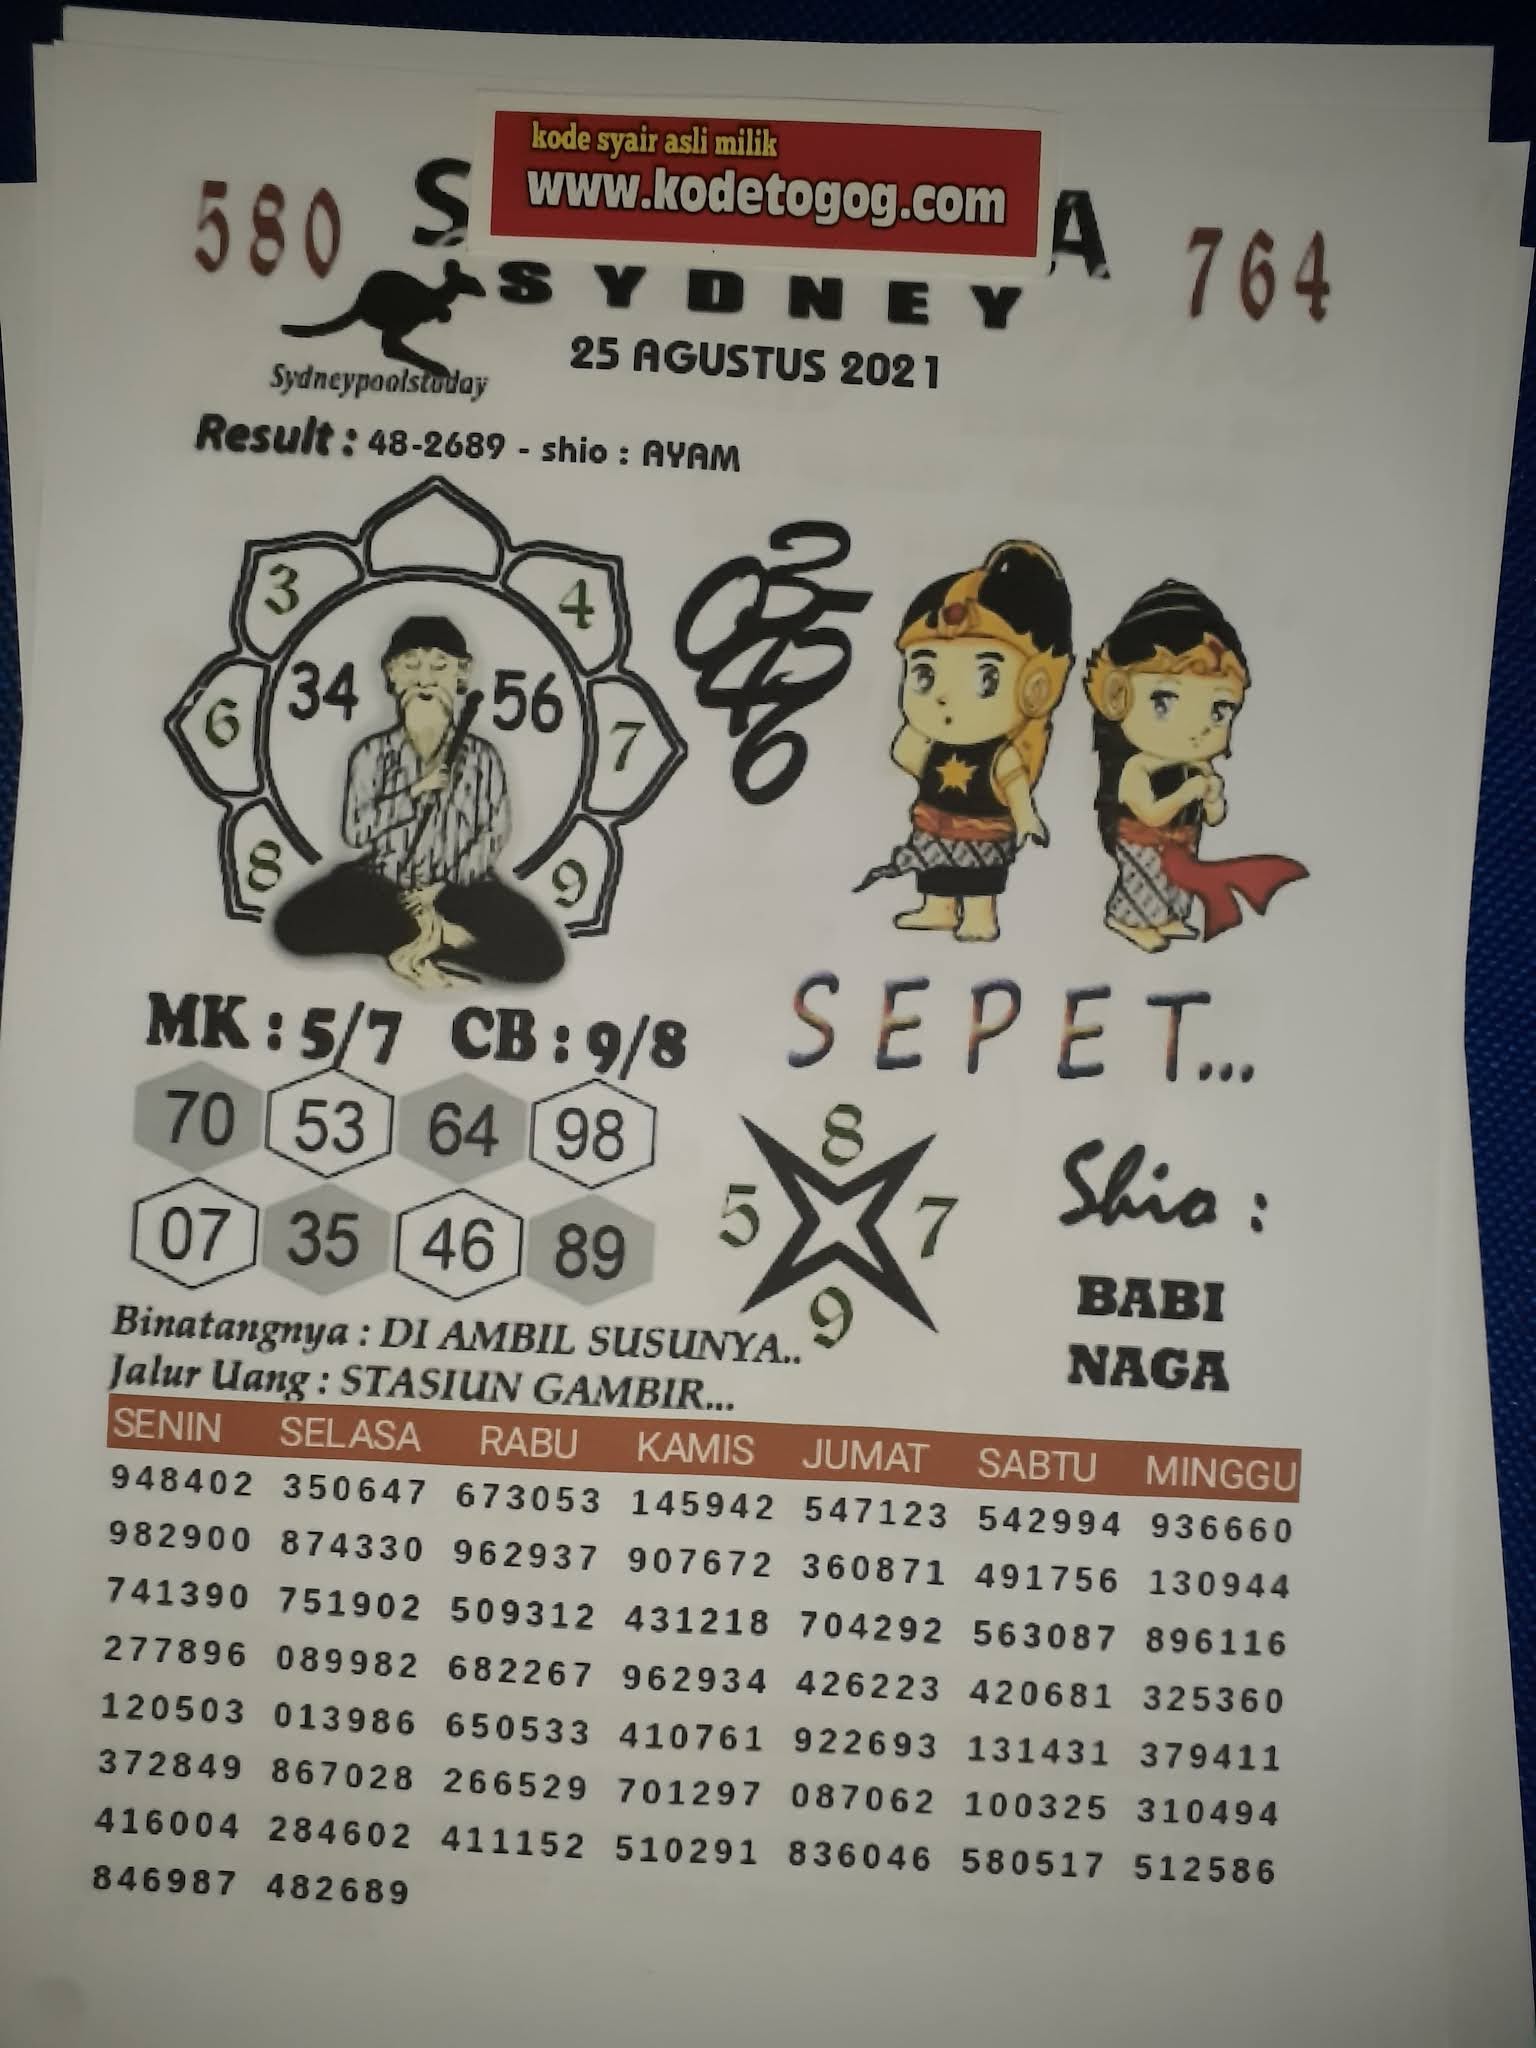 kode syair asli milik
www.kodetogog.com
580
764
SYDNEY
Sydneypoolstoday
25 AGUSTUS 2021
Result : 48-2689 - shio : AYAM
3
4
34
56
6
7
8
9
02
3
45
6
MK : 5/7 CB : 9/8
SEPET...
70 53 64 98
07 35 46 89
8
5
7
9
Shio :
BABI
NAGA
Binatangnya : DI AMBIL SUSUNYA..
Jalur Uang : STASIUN GAMBIR...
SENIN SELASA RABU KAMIS JUMAT SABTU MINGGU
948402 350647 673053 145942 547123 542994 936660
982900 874330 962937 907672 360871 491756 130944
741390 751902 509312 431218 704292 563087 896116
277896 089982 682267 962934 426223 420681 325360
120503 013986 650533 410761 922693 131431 379411
372849 867028 266529 701297 087062 100325 310494
416004 284602 411152 510291 836046 580517 512586
846987 482689